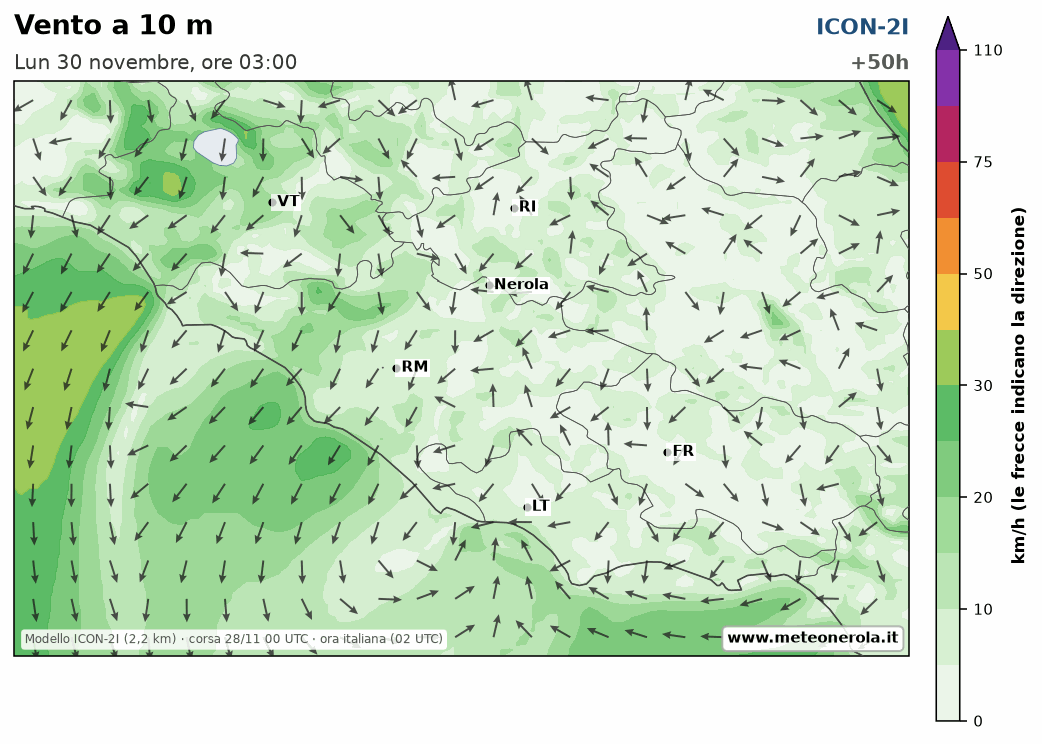 Vento a 10 m
ICON-2I
Lun 30 novembre, ore 03:00
+50h
110
75
50
30
20
10
0
km/h (le frecce indicano la direzione)
VT
RI
Nerola
RM
FR
LT
Modello ICON-2I (2,2 km) · corsa 28/11 00 UTC · ora italiana (02 UTC)
www.meteonerola.it